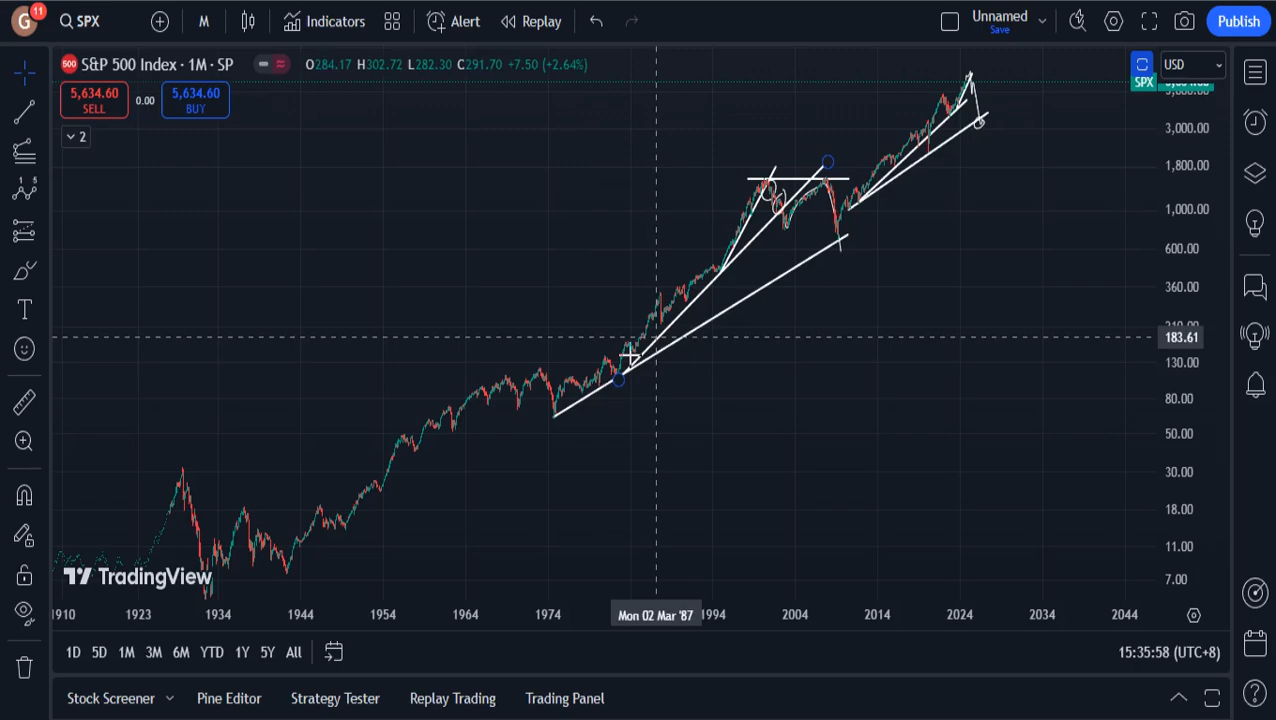 G
11
SPX
M
Indicators
Alert
Replay
Unnamed
Save
Publish
500
S&P 500 Index · 1M · SP
O284.17 H302.72 L282.30 C291.70 +7.50 (+2.64%)
USD
5,634.60
SELL
0.00
5,634.60
BUY
SPX
2
3,000.00
1,800.00
1,000.00
600.00
360.00
183.61
130.00
80.00
50.00
30.00
18.00
11.00
7.00
TradingView
1910
1923
1934
1944
1954
1964
1974
Mon 02 Mar '87
1994
2004
2014
2024
2034
2044
1D
5D
1M
3M
6M
YTD
1Y
5Y
All
15:35:58 (UTC+8)
Stock Screener
Pine Editor
Strategy Tester
Replay Trading
Trading Panel